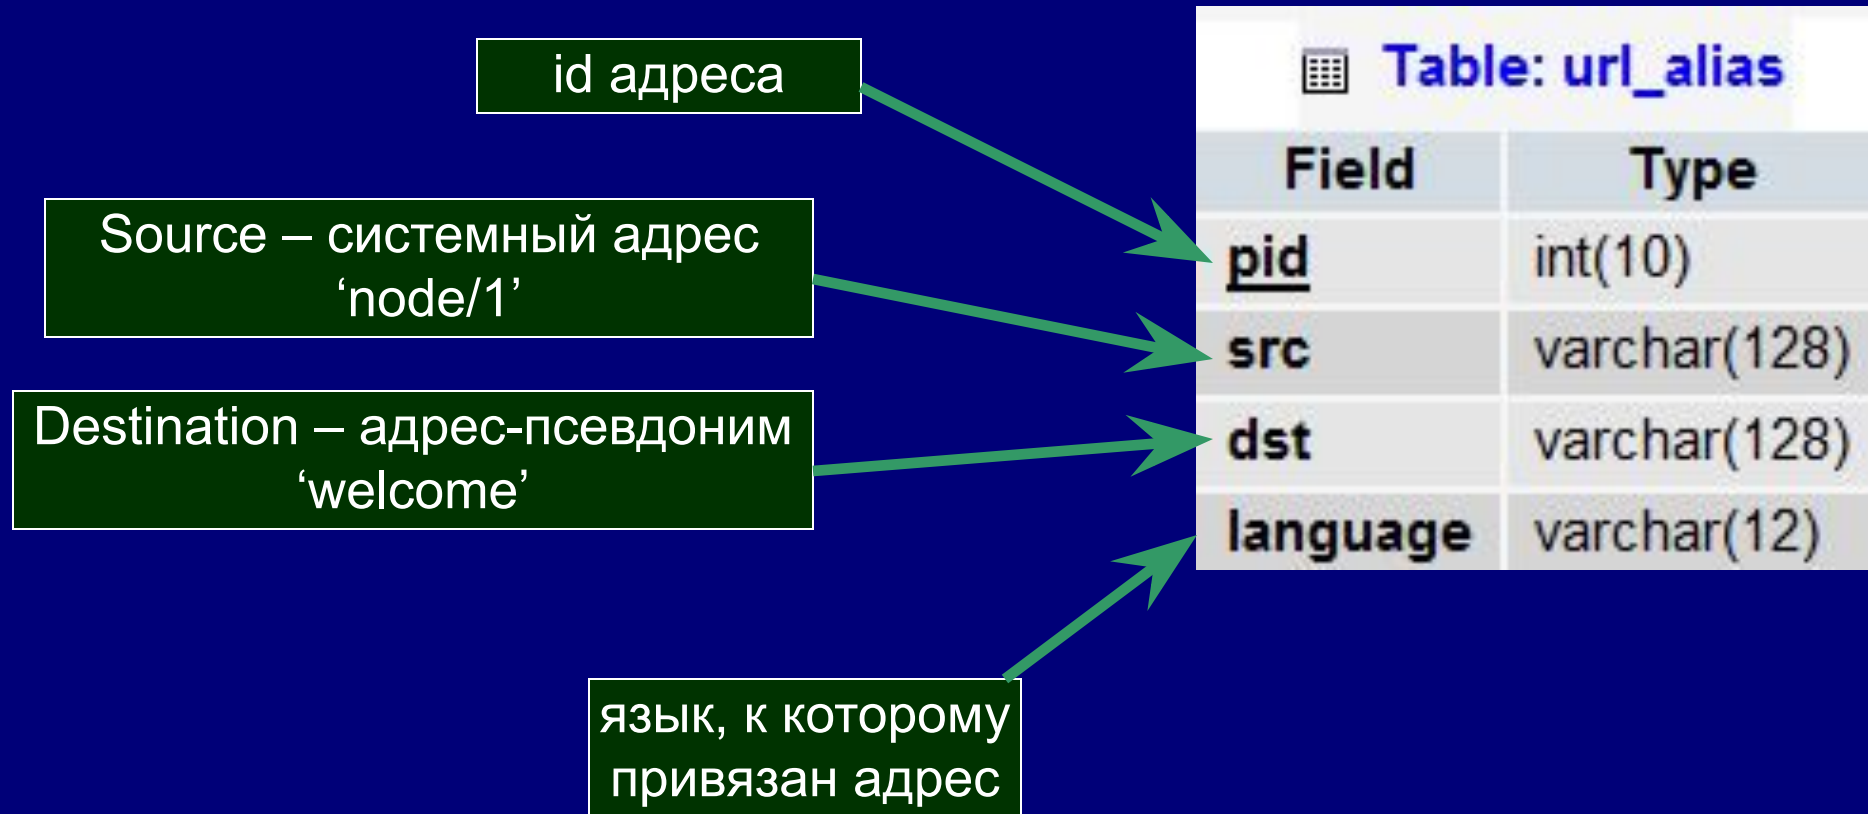 id адреса
Source – системный адрес
‘node/1’
Destination – адрес-псевдоним
‘welcome’
язык, к которому
привязан адрес
Table: url_alias
Field Type
pid int(10)
src varchar(128)
dst varchar(128)
language varchar(12)